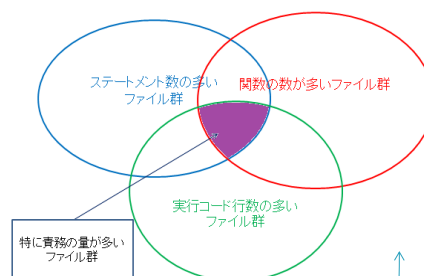 ステートメント数の多い
ファイル群
関数の数が多いファイル群
実行コード行数の多い
ファイル群
特に責務の量が多い
ファイル群